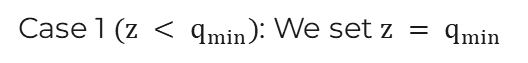 Case 1 (z < qmin): We set z = qmin